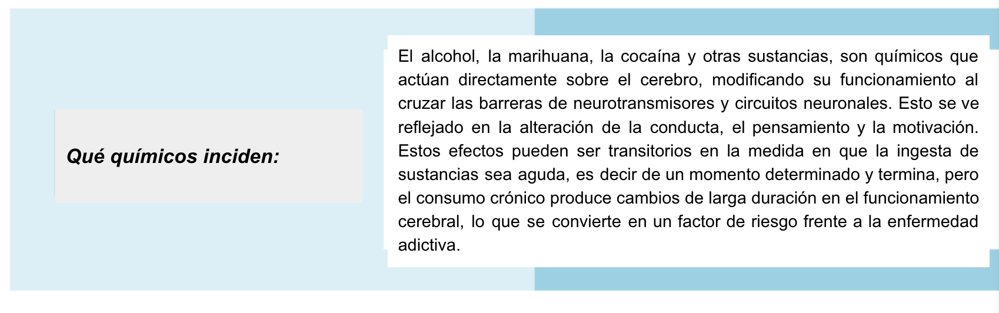 Qué químicos inciden:
El alcohol, la marihuana, la cocaína y otras sustancias, son químicos que
actúan directamente sobre el cerebro, modificando su funcionamiento al
cruzar las barreras de neurotransmisores y circuitos neuronales. Esto se ve
reflejado en la alteración de la conducta, el pensamiento y la motivación.
Estos efectos pueden ser transitorios en la medida en que la ingesta de
sustancias sea aguda, es decir de un momento determinado y termina, pero
el consumo crónico produce cambios de larga duración en el funcionamiento
cerebral, lo que se convierte en un factor de riesgo frente a la enfermedad
adictiva.